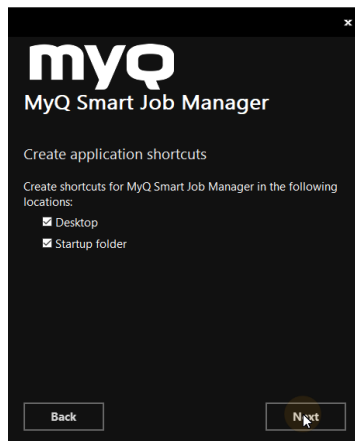 myQ
MyQ Smart Job Manager
Create application shortcuts
Create shortcuts for MyQ Smart Job Manager in the following
locations:
Desktop
Startup folder
Back
Next